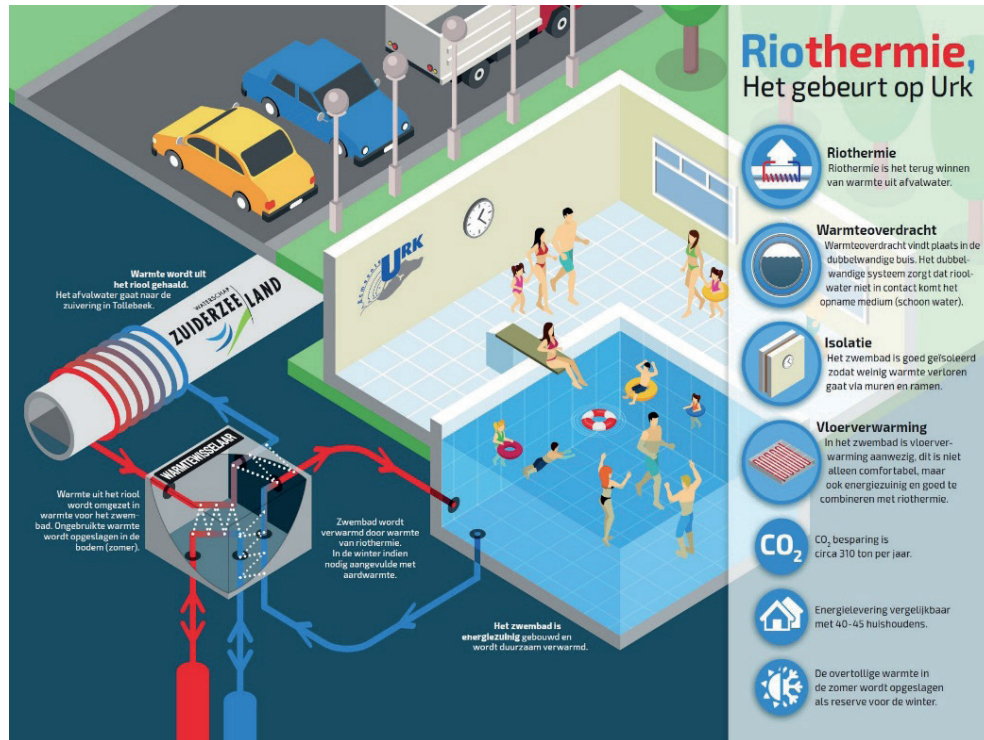 Riothermie,
Het gebeurt op Urk
Riothermie
Riothermie is het terug winnen
van warmte uit afvalwater.
Warmteoverdracht
Warmteoverdracht vindt plaats in de
dubbelwandige buis. Het dubbel-
wandige systeem zorgt dat riool-
water niet in contact komt het
opname medium (schoon water).
Isolatie
Het zwembad is goed geïsoleerd
zodat weinig warmte verloren
gaat via muren en ramen.
Vloerverwarming
In het zwembad is vloerver-
warming aanwezig, dit is niet
alleen comfortabel, maar
ook energiezuinig en goed te
combineren met riothermie.
CO₂
CO₂ besparing is
circa 310 ton per jaar.
Energielevering vergelijkbaar
met 40-45 huishoudens.
De overtollige warmte in
de zomer wordt opgeslagen
als reserve voor de winter.
Gemeente
URK
Warmte wordt uit
het riool gehaald.
Het afvalwater gaat naar de
zuivering in Tollebeek.
WATERSCHAP
ZUIDERZEELAND
WARMTEWISSELAAR
Warmte uit het riool
wordt omgezet in
warmte voor het zwem-
bad. Ongebruikte warmte
wordt opgeslagen in de
bodem (zomer).
Zwembad wordt
verwarmd door warmte
van riothermie.
In de winter indien
nodig aangevulde met
aardwarmte.
Het zwembad is
energiezuinig gebouwd en
wordt duurzaam verwarmd.